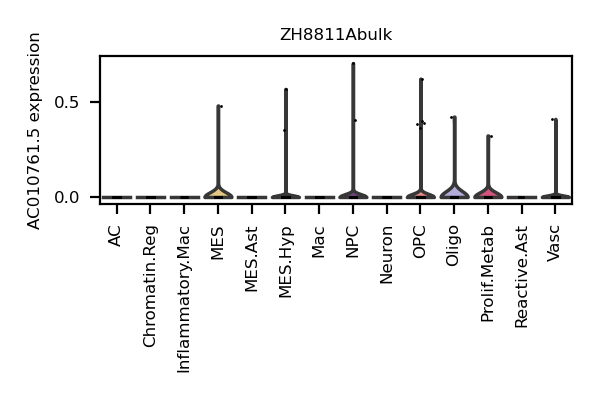 ZH8811Abulk
AC010761.5 expression
0.5
0.0
AC
Chromatin.Reg
Inflammatory.Mac
MES
MES.Ast
MES.Hyp
Mac
NPC
Neuron
OPC
Oligo
Prolif.Metab
Reactive.Ast
Vasc